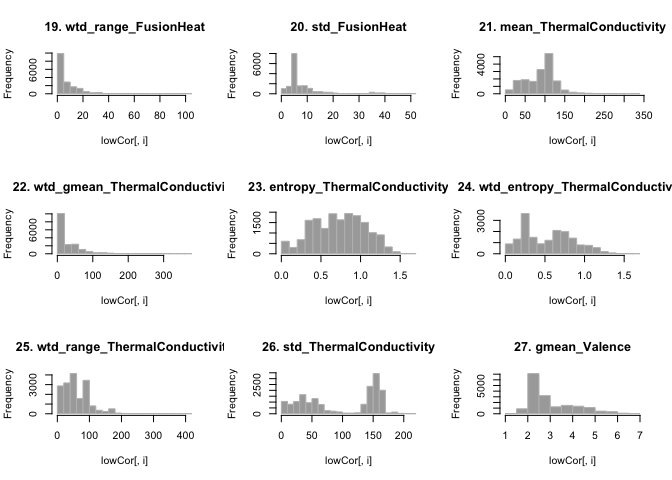 19. wtd_range_FusionHeat
Frequency
0 6000
0 20 40 60 80 100
lowCor[, i]
20. std_FusionHeat
Frequency
0 6000
0 10 20 30 40 50
lowCor[, i]
21. mean_ThermalConductivity
Frequency
0 4000
0 50 150 250 350
lowCor[, i]
22. wtd_gmean_ThermalConductivi
Frequency
0 6000
0 100 200 300
lowCor[, i]
23. entropy_ThermalConductivity
Frequency
0 1500
0.0 0.5 1.0 1.5
lowCor[, i]
24. wtd_entropy_ThermalConductiv
Frequency
0 3000
0.0 0.5 1.0 1.5
lowCor[, i]
25. wtd_range_ThermalConductivit
Frequency
0 3000
0 100 200 300 400
lowCor[, i]
26. std_ThermalConductivity
Frequency
0 2500
0 50 100 150 200
lowCor[, i]
27. gmean_Valence
Frequency
0 5000
1 2 3 4 5 6 7
lowCor[, i]